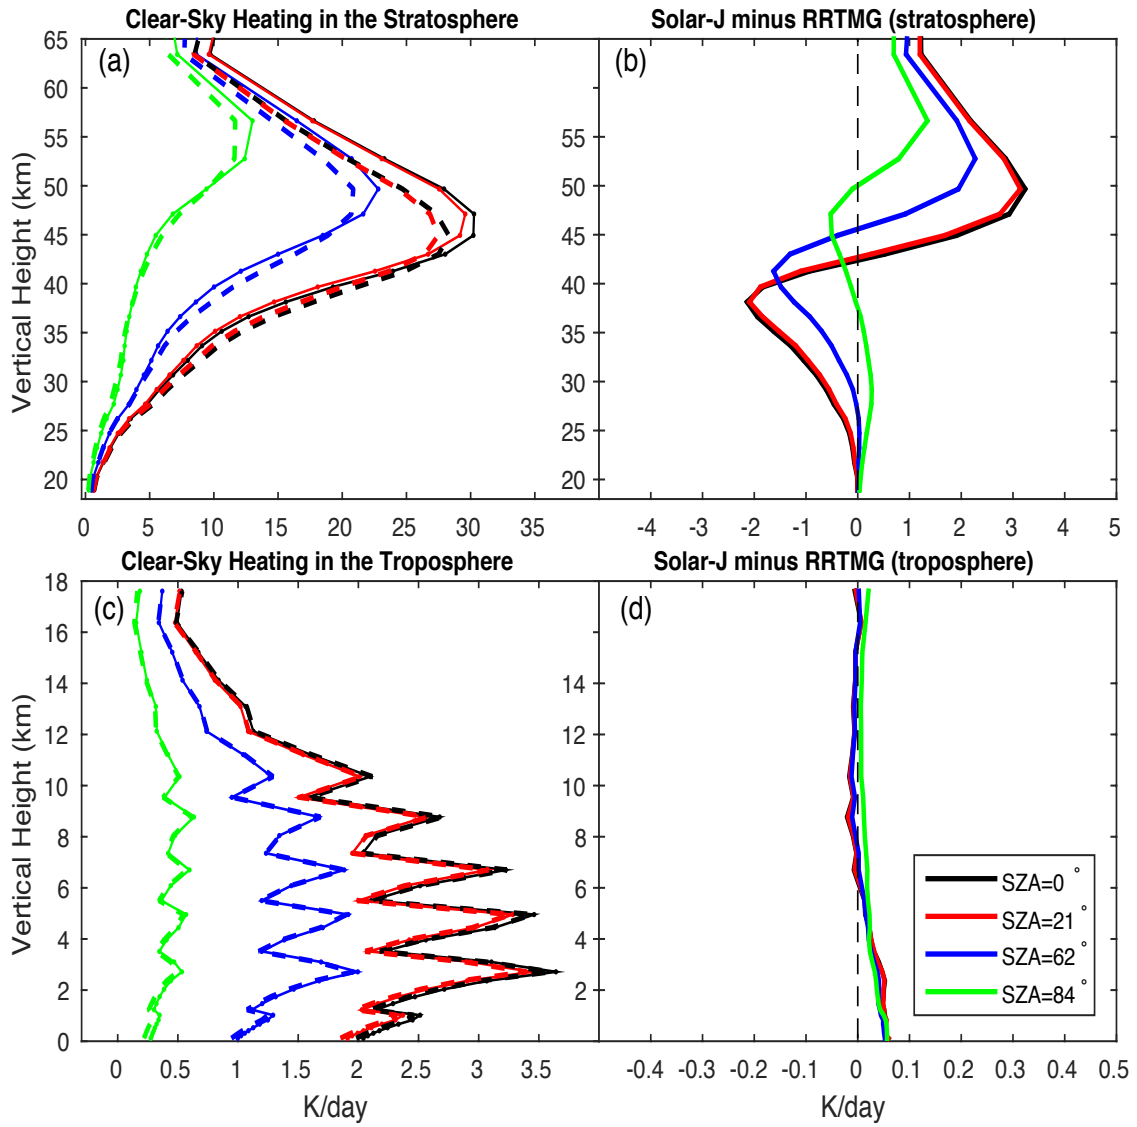 Clear-Sky Heating in the Stratosphere
Solar-J minus RRTMG (stratosphere)
(a)
(b)
Vertical Height (km)
65
60
55
50
45
40
35
30
25
20
0 5 10 15 20 25 30 35
60
55
50
45
40
35
30
25
20
-4 -3 -2 -1 0 1 2 3 4 5
Clear-Sky Heating in the Troposphere
Solar-J minus RRTMG (troposphere)
(c)
(d)
Vertical Height (km)
18
16
14
12
10
8
6
4
2
0
0 0.5 1 1.5 2 2.5 3 3.5
K/day
14
12
10
8
6
4
2
0
-0.4 -0.3 -0.2 -0.1 0 0.1 0.2 0.3 0.4 0.5
K/day
SZA=0 °
SZA=21 °
SZA=62 °
SZA=84 °